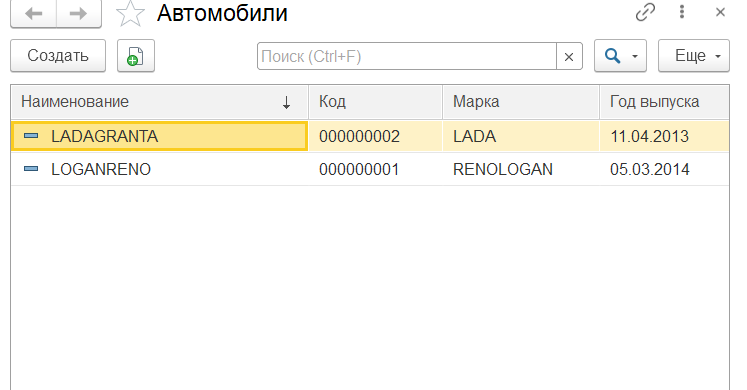 Автомобили
Создать Поиск (Ctrl+F) Еще
Наименование Код Марка Год выпуска
LADAGRANTA 000000002 LADA 11.04.2013
LOGANRENO 000000001 RENOLOGAN 05.03.2014